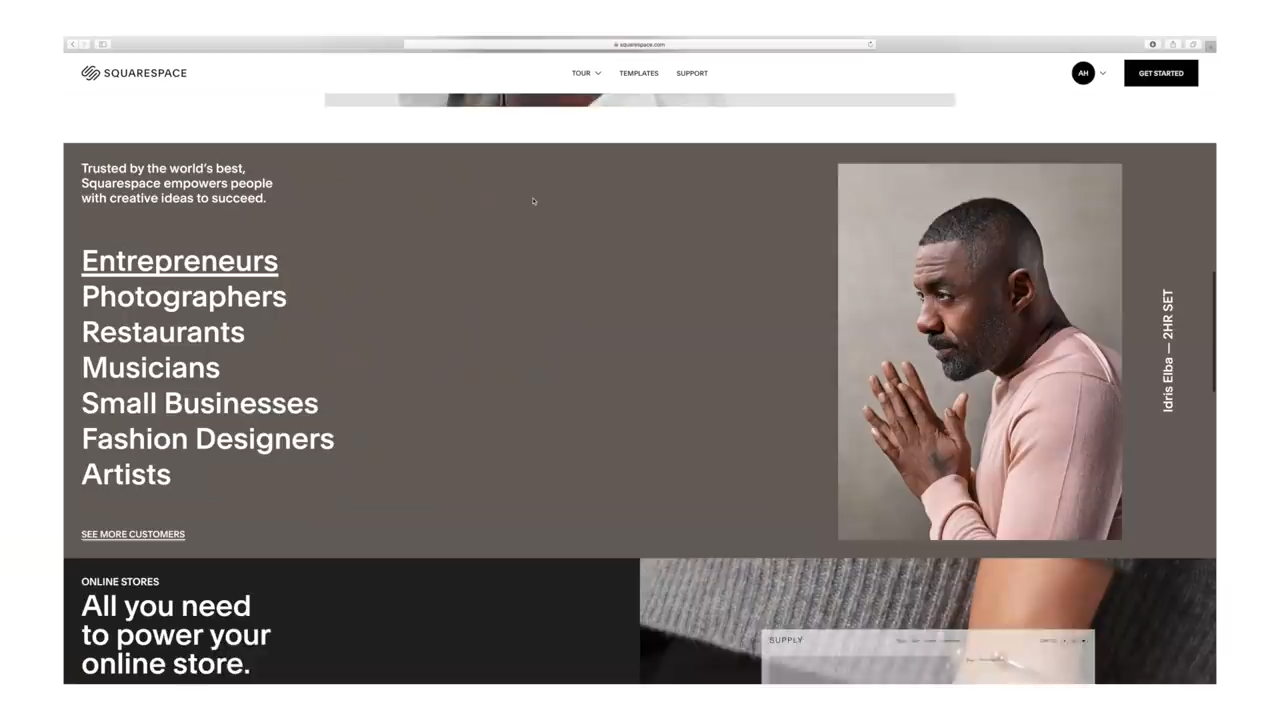 squarespace.com
SQUARESPACE
TOUR
TEMPLATES
SUPPORT
AH
GET STARTED
Trusted by the world's best,
Squarespace empowers people
with creative ideas to succeed.
Entrepreneurs
Photographers
Restaurants
Musicians
Small Businesses
Fashion Designers
Artists
SEE MORE CUSTOMERS
Idris Elba — 2HR SET
ONLINE STORES
All you need
to power your
online store.
SUPPLY